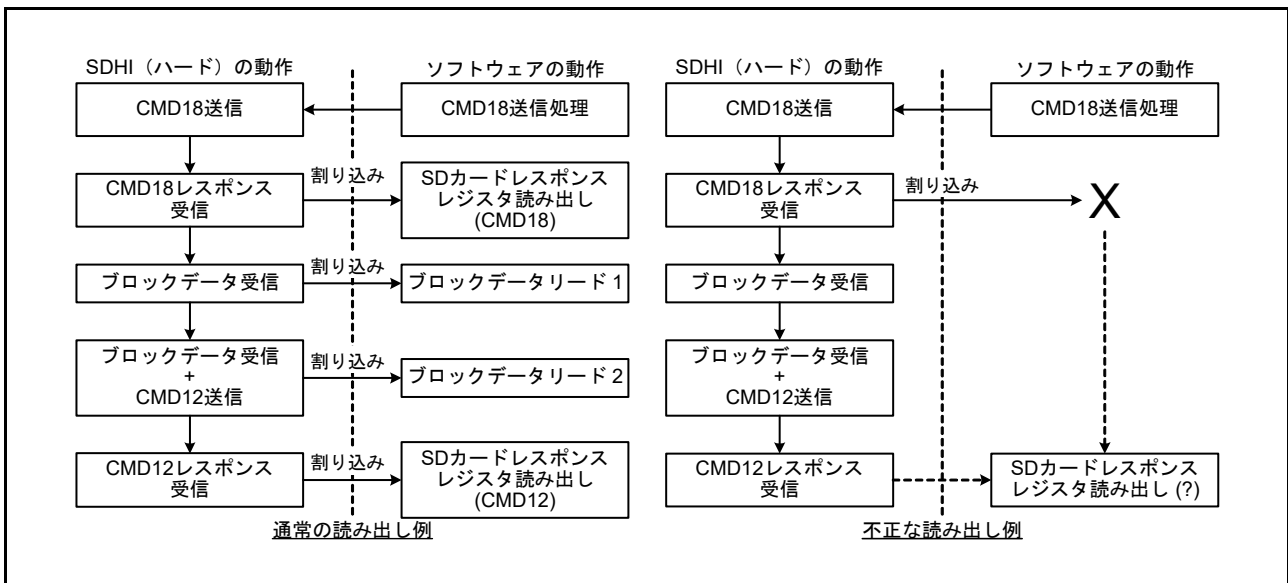 SDHI（ハード）の動作
ソフトウェアの動作
CMD18送信
CMD18送信処理
CMD18レスポンス
受信
割り込み
SDカードレスポンス
レジスタ読み出し
(CMD18)
ブロックデータ受信
割り込み
ブロックデータリード 1
ブロックデータ受信
+
CMD12送信
割り込み
ブロックデータリード 2
CMD12レスポンス
受信
割り込み
SDカードレスポンス
レジスタ読み出し
(CMD12)
通常の読み出し例
SDHI（ハード）の動作
ソフトウェアの動作
CMD18送信
CMD18送信処理
CMD18レスポンス
受信
割り込み
X
ブロックデータ受信
ブロックデータ受信
+
CMD12送信
CMD12レスポンス
受信
SDカードレスポンス
レジスタ読み出し (?)
不正な読み出し例